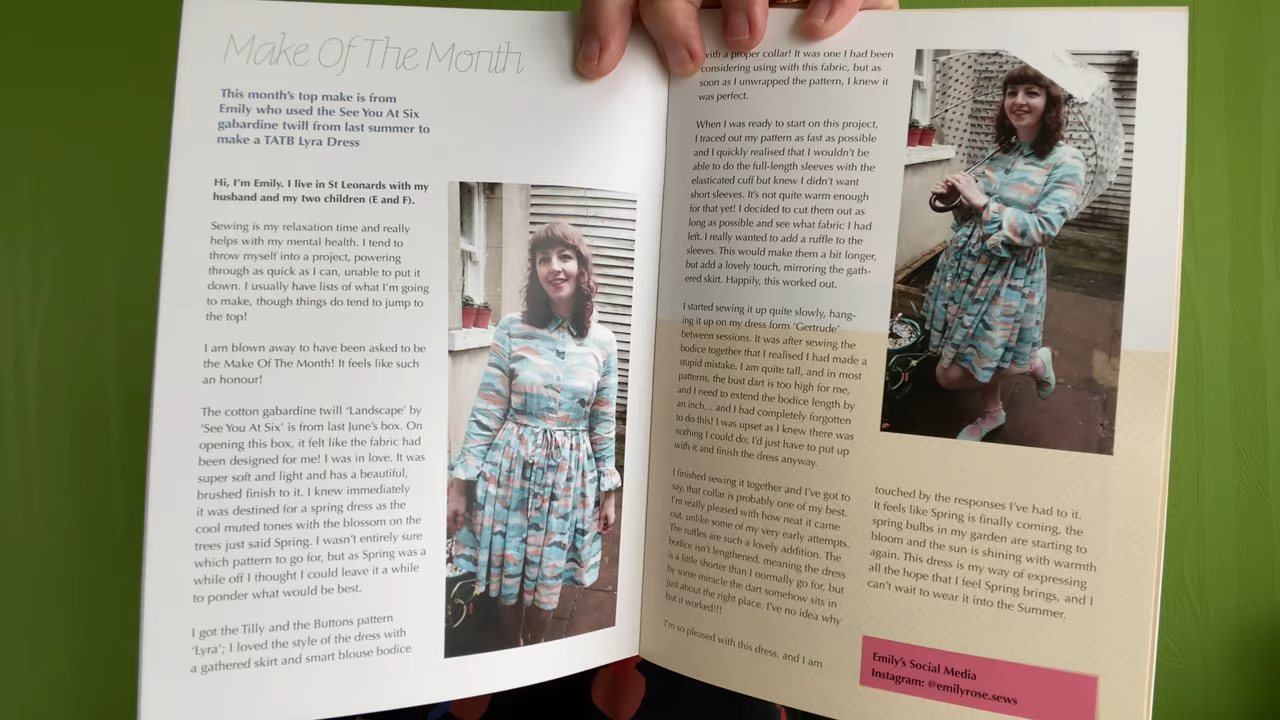 Make Of The Month
This month's top make is from
Emily who used the See You At Six
gabardine twill from last summer to
make a TATB Lyra Dress
Hi, I'm Emily. I live in St Leonards with my
husband and my two children (E and F).
Sewing is my relaxation time and really
helps with my mental health. I tend to
throw myself into a project, powering
through as quick as I can, unable to put it
down. I usually have lists of what I'm going
to make, though things do tend to jump to
the top!
I am blown away to have been asked to be
the Make Of The Month! It feels like such
an honour!
The cotton gabardine twill 'Landscape' by
'See You At Six' is from last June's box. On
opening this box, it felt like the fabric had
been designed for me! I was in love. It was
super soft and light and has a beautiful,
brushed finish to it. I knew immediately
it was destined for a spring dress as the
cool muted tones with the blossom on the
trees just said Spring. I wasn't entirely sure
which pattern to go for, but as Spring was a
while off I thought I could leave it a while
to ponder what would be best.
I got the Tilly and the Buttons pattern
'Lyra'; I loved the style of the dress with
a gathered skirt and smart blouse bodice
with a proper collar! It was one I had been
considering using with this fabric, but as
soon as I unwrapped the pattern, I knew it
was perfect.
When I was ready to start on this project,
I traced out my pattern as fast as possible
and I quickly realised that I wouldn't be
able to do the full-length sleeves with the
elasticated cuff but knew I didn't want
short sleeves. It's not quite warm enough
for that yet! I decided to cut them out as
long as possible and see what fabric I had
left. I really wanted to add a ruffle to the
sleeves. This would make them a bit longer,
but add a lovely touch, mirroring the gath-
ered skirt. Happily, this worked out.
I started sewing it up quite slowly, hang-
ing it up on my dress form 'Gertrude'
between sessions. It was after sewing the
bodice together that I realised I had made a
stupid mistake. I am quite tall, and in most
patterns, the bust dart is too high for me,
and I need to extend the bodice length by
an inch... and I had completely forgotten
to do this! I was upset as I knew there was
nothing I could do; I'd just have to put up
with it and finish the dress anyway.
I finished sewing it together and I've got to
say, that collar is probably one of my best.
I'm really pleased with how neat it came
out, unlike some of my very early attempts.
The ruffles are such a lovely addition. The
bodice isn't lengthened, meaning the dress
is a little shorter than I normally go for, but
by some miracle the dart somehow sits in
just about the right place. I've no idea why
but it worked!!!
I'm so pleased with this dress, and I am
touched by the responses I've had to it.
It feels like Spring is finally coming, the
spring bulbs in my garden are starting to
bloom and the sun is shining with warmth
again. This dress is my way of expressing
all the hope that I feel Spring brings, and I
can't wait to wear it into the Summer.
Emily's Social Media
Instagram: @emilyrose.sews